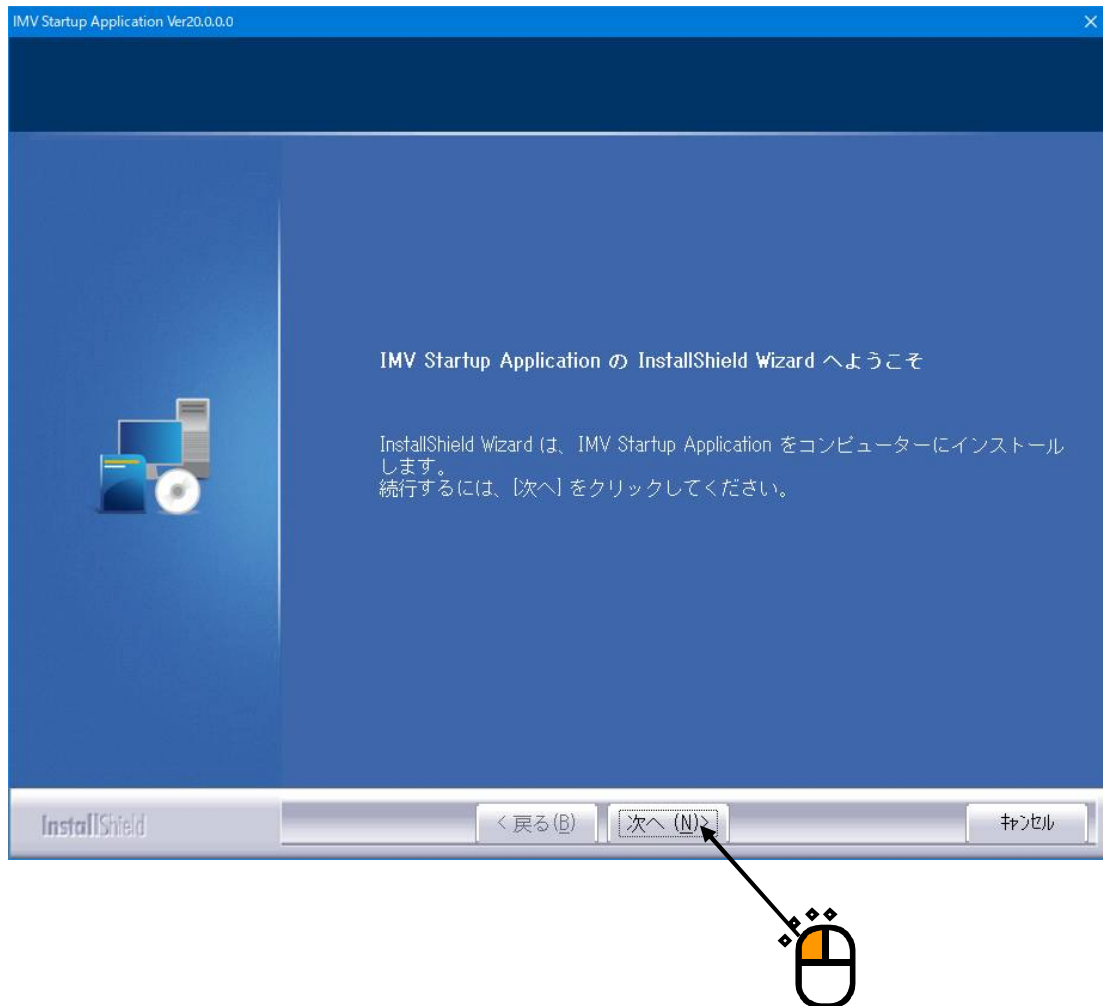 IMV Startup Application Ver20.0.0.0
IMV Startup Application の InstallShield Wizard へようこそ
InstallShield Wizard は、IMV Startup Application をコンピューターにインストール
します。
続行するには、[次へ] をクリックしてください。
InstallShield
< 戻る(B)
次へ (N)>
ｷｬﾝｾﾙ